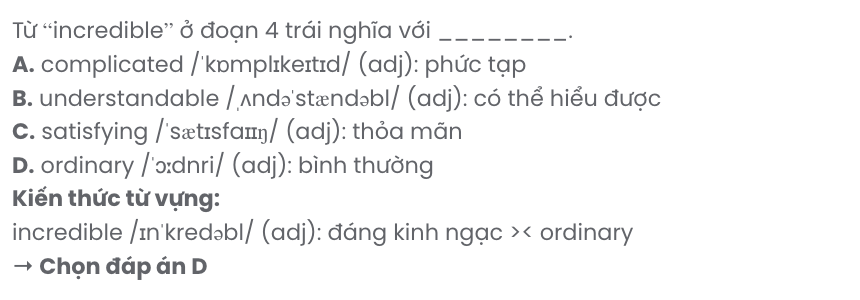 Từ “incredible” ở đoạn 4 trái nghĩa với ________.
A. complicated /ˈkɒmplɪkeɪtɪd/ (adj): phức tạp
B. understandable /ˌʌndəˈstændəbl/ (adj): có thể hiểu được
C. satisfying /ˈsætɪsfaɪɪŋ/ (adj): thỏa mãn
D. ordinary /ˈɔːdnri/ (adj): bình thường
Kiến thức từ vựng:
incredible /ɪnˈkredəbl/ (adj): đáng kinh ngạc >< ordinary
→ Chọn đáp án D